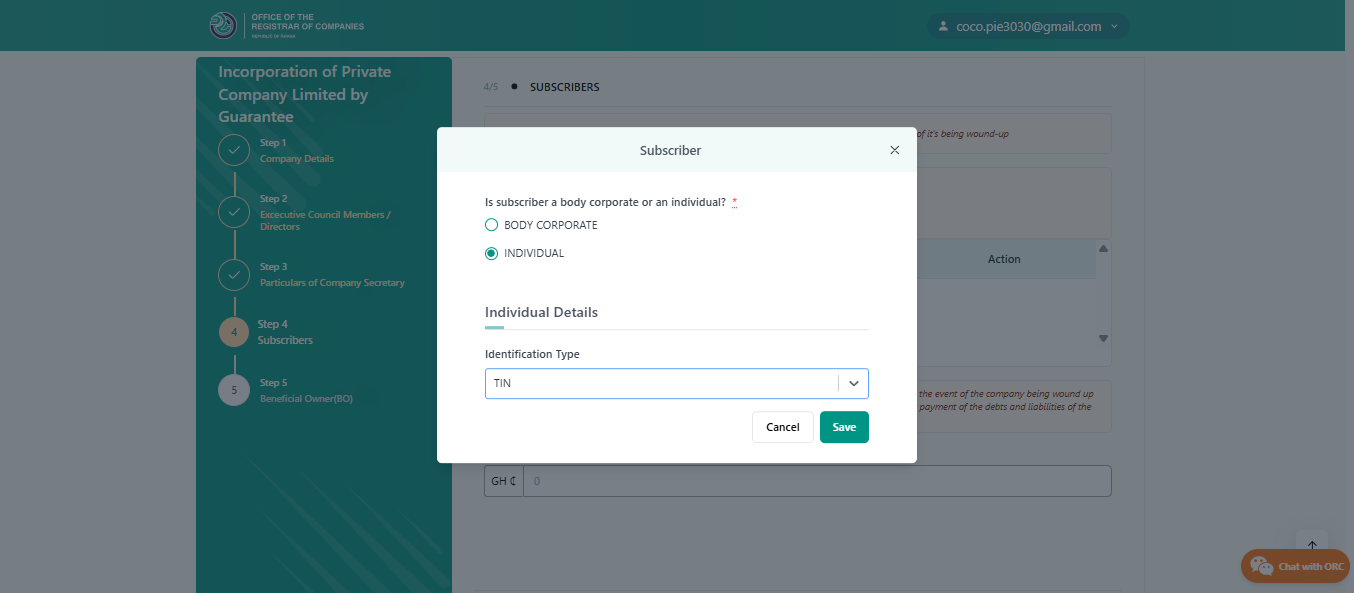 OFFICE OF THE
REGISTRAR OF COMPANIES
REPUBLIC OF GHANA
coco.pie3030@gmail.com
Incorporation of Private
Company Limited by
Guarantee
Step 1
Company Details
Step 2
Excecutive Council Members /
Directors
Step 3
Particulars of Company Secretary
4
Step 4
Subscribers
5
Step 5
Beneficial Owner(BO)
4/5
SUBSCRIBERS
of it's being wound-up
Action
the event of the company being wound up
payment of the debts and liabilities of the
GH ₵
0
Subscriber
Is subscriber a body corporate or an individual? *
BODY CORPORATE
INDIVIDUAL
Individual Details
Identification Type
TIN
Cancel
Save
Chat with ORC